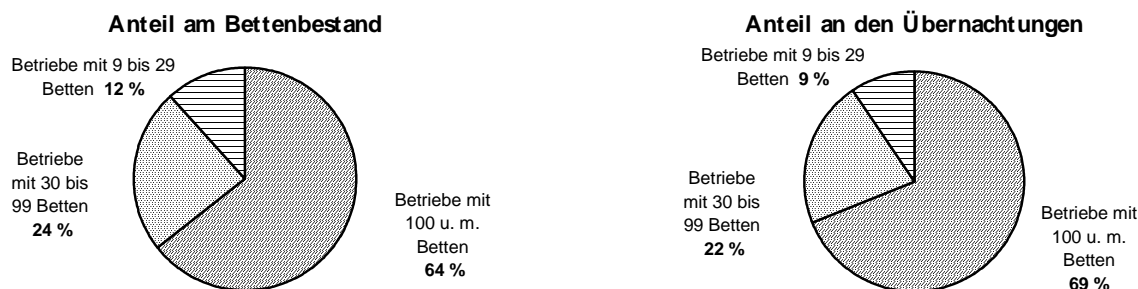 Anteil am Bettenbestand
Betriebe mit 9 bis 29
Betten 12 %
Betriebe
mit 30 bis
99 Betten
24 %
Betriebe mit
100 u. m.
Betten
64 %
Anteil an den Übernachtungen
Betriebe mit 9 bis 29
Betten 9 %
Betriebe
mit 30 bis
99 Betten
22 %
Betriebe mit
100 u. m.
Betten
69 %